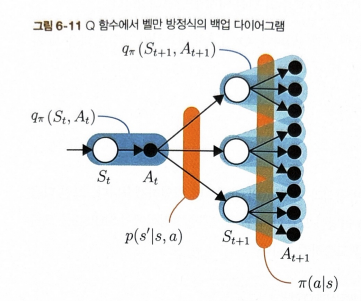 그림 6-11 Q 함수에서 벨만 방정식의 백업 다이어그램
qπ(St+1, At+1)
qπ(St, At)
St
At
p(s'|s, a)
St+1
At+1
π(a|s)